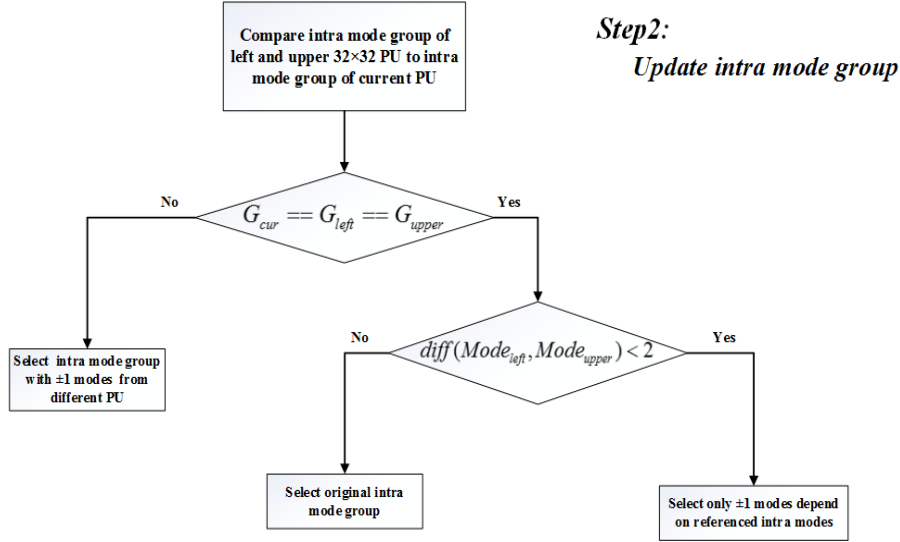 Compare intra mode group of
left and upper 32×32 PU to intra
mode group of current PU
Step2:
Update intra mode group
No
Yes
G_cur == G_left == G_upper
No
Yes
diff(Mode_left, Mode_upper) < 2
Select intra mode group
with ±1 modes from
different PU
Select original intra
mode group
Select only ±1 modes depend
on referenced intra modes